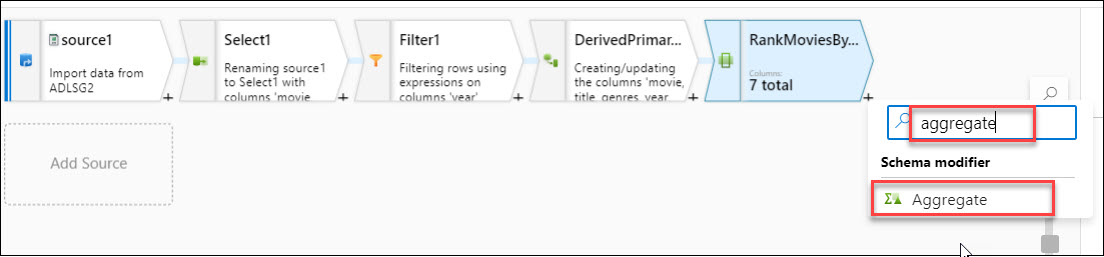 source1
Import data from
ADLSG2
+
Select1
Renaming source1
to Select1 with
columns 'movie
+
Filter1
Filtering rows using
expressions on
columns 'year'
+
DerivedPrimar...
Creating/updating
the columns 'movie,
title, genres, year
+
RankMoviesBy...
Columns:
7 total
+
Add Source
aggregate
Schema modifier
Aggregate